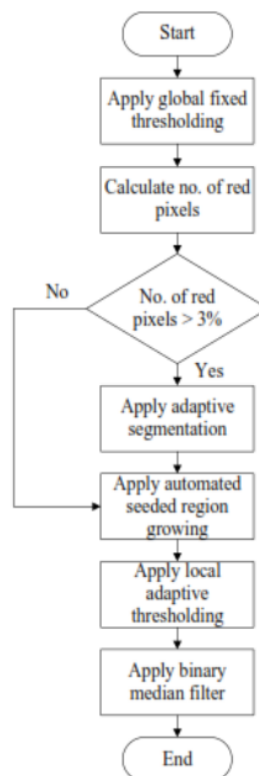 Start
Apply global fixed
thresholding
Calculate no. of red
pixels
No. of red
pixels > 3%
No
Yes
Apply adaptive
segmentation
Apply automated
seeded region
growing
Apply local
adaptive
thresholding
Apply binary
median filter
End